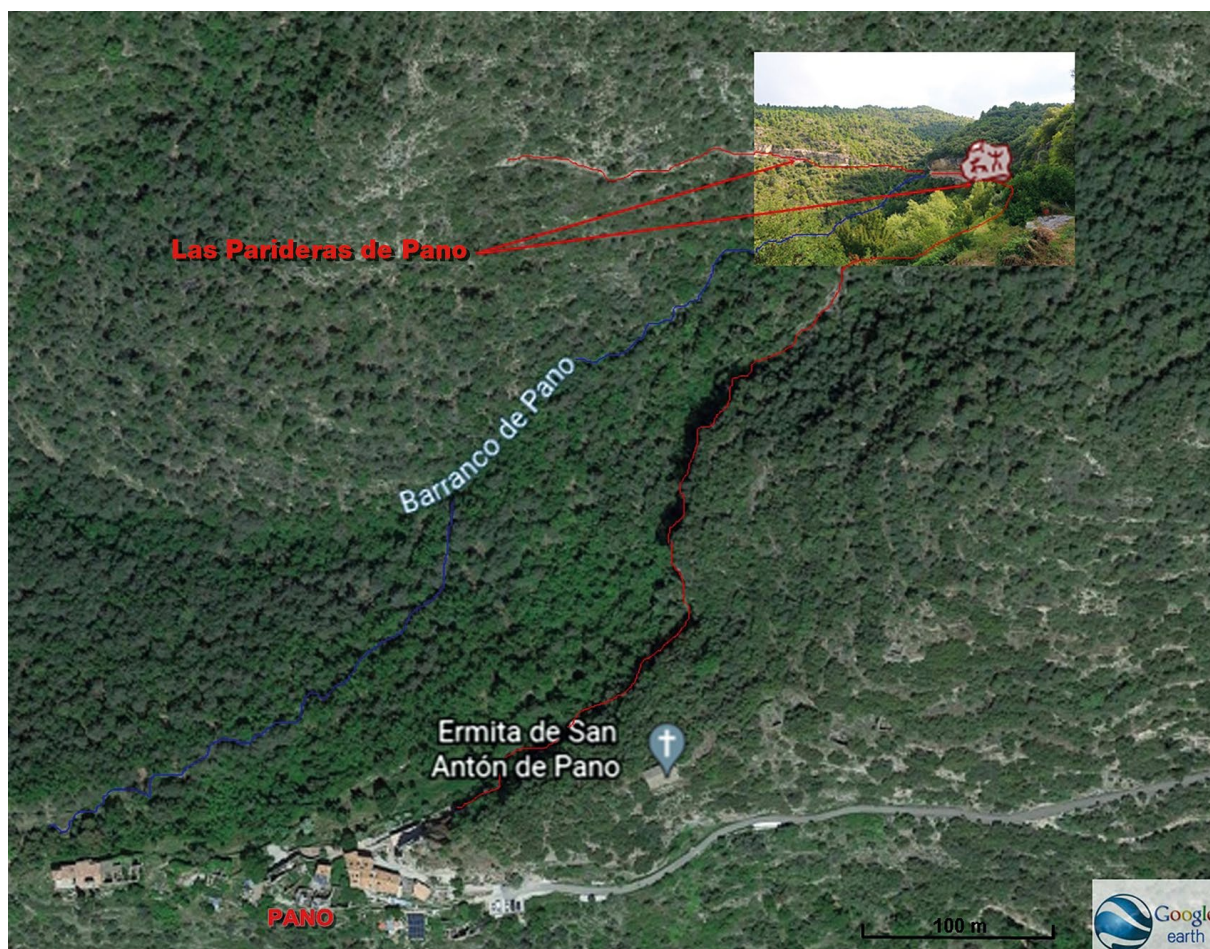 Las Parideras de Pano
Barranco de Pano
Ermita de San
Antón de Pano
PANO
100 m
Google
earth